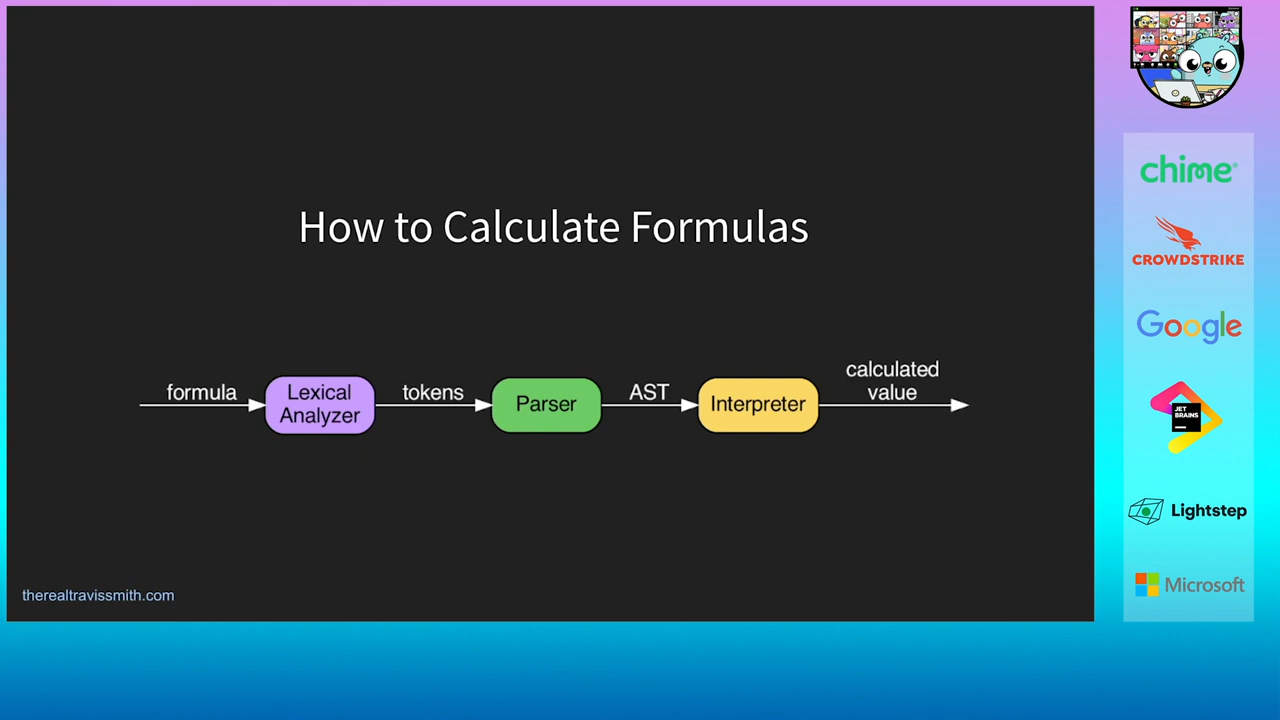 How to Calculate Formulas
formula
Lexical
Analyzer
tokens
Parser
AST
Interpreter
calculated
value
therealtravissmith.com
chime®
CROWDSTRIKE
Google
JET
BRAINS
Lightstep
Microsoft